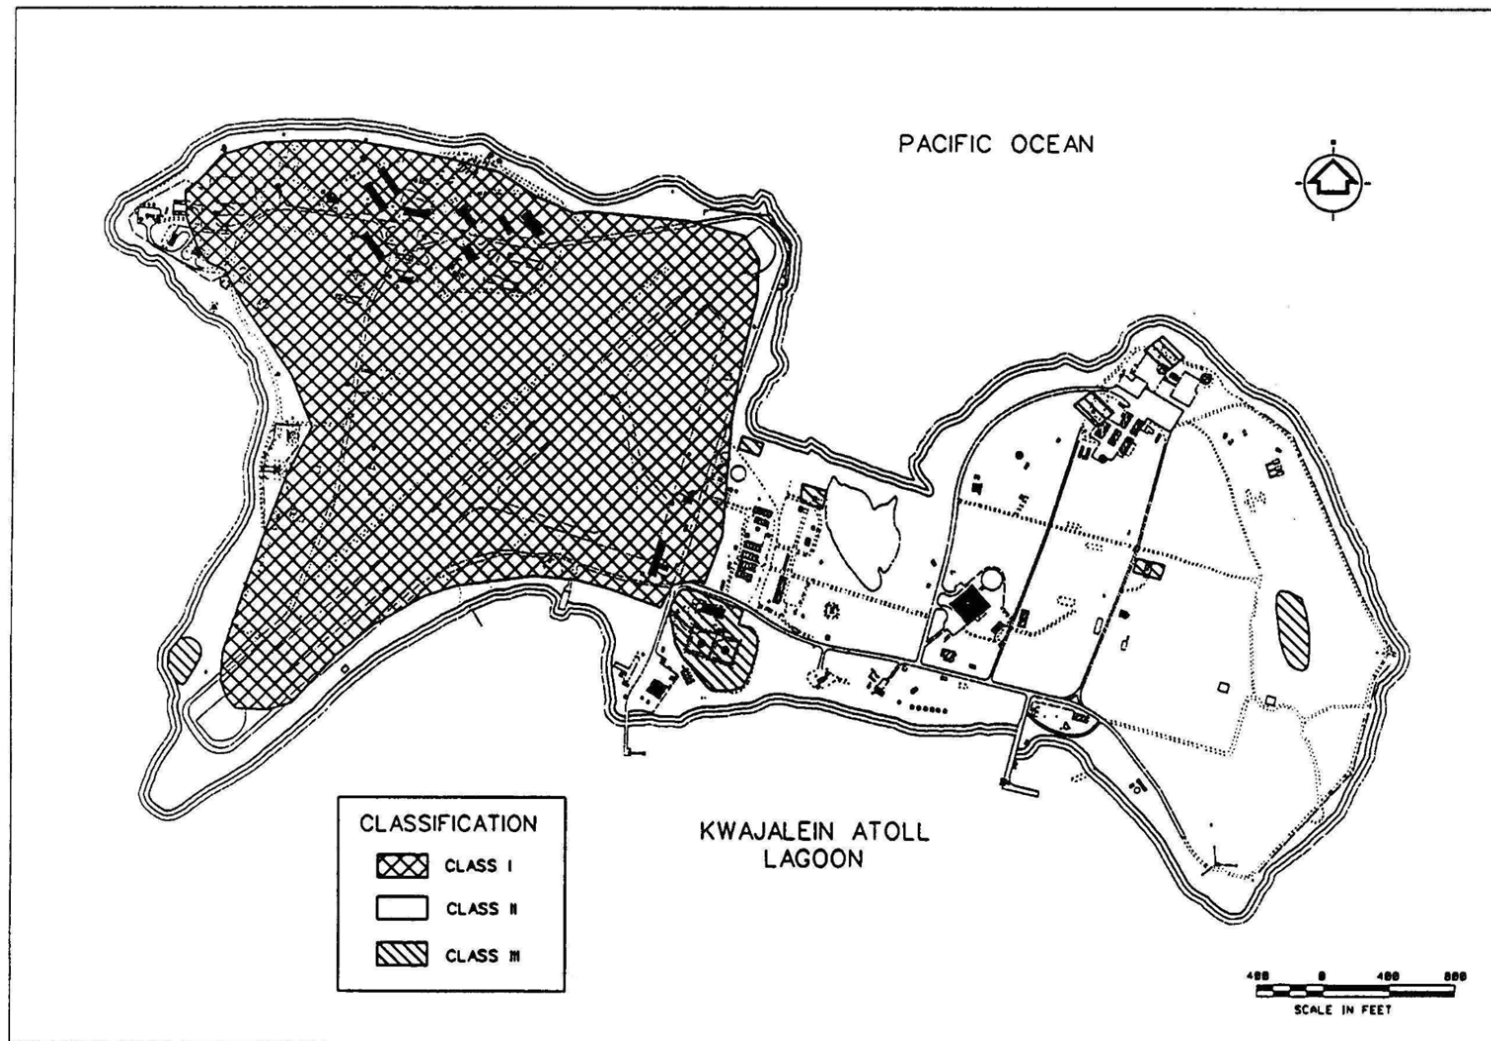 PACIFIC OCEAN
KWAJALEIN ATOLL
LAGOON
CLASSIFICATION
CLASS I
CLASS II
CLASS III
400 0 400 800
SCALE IN FEET